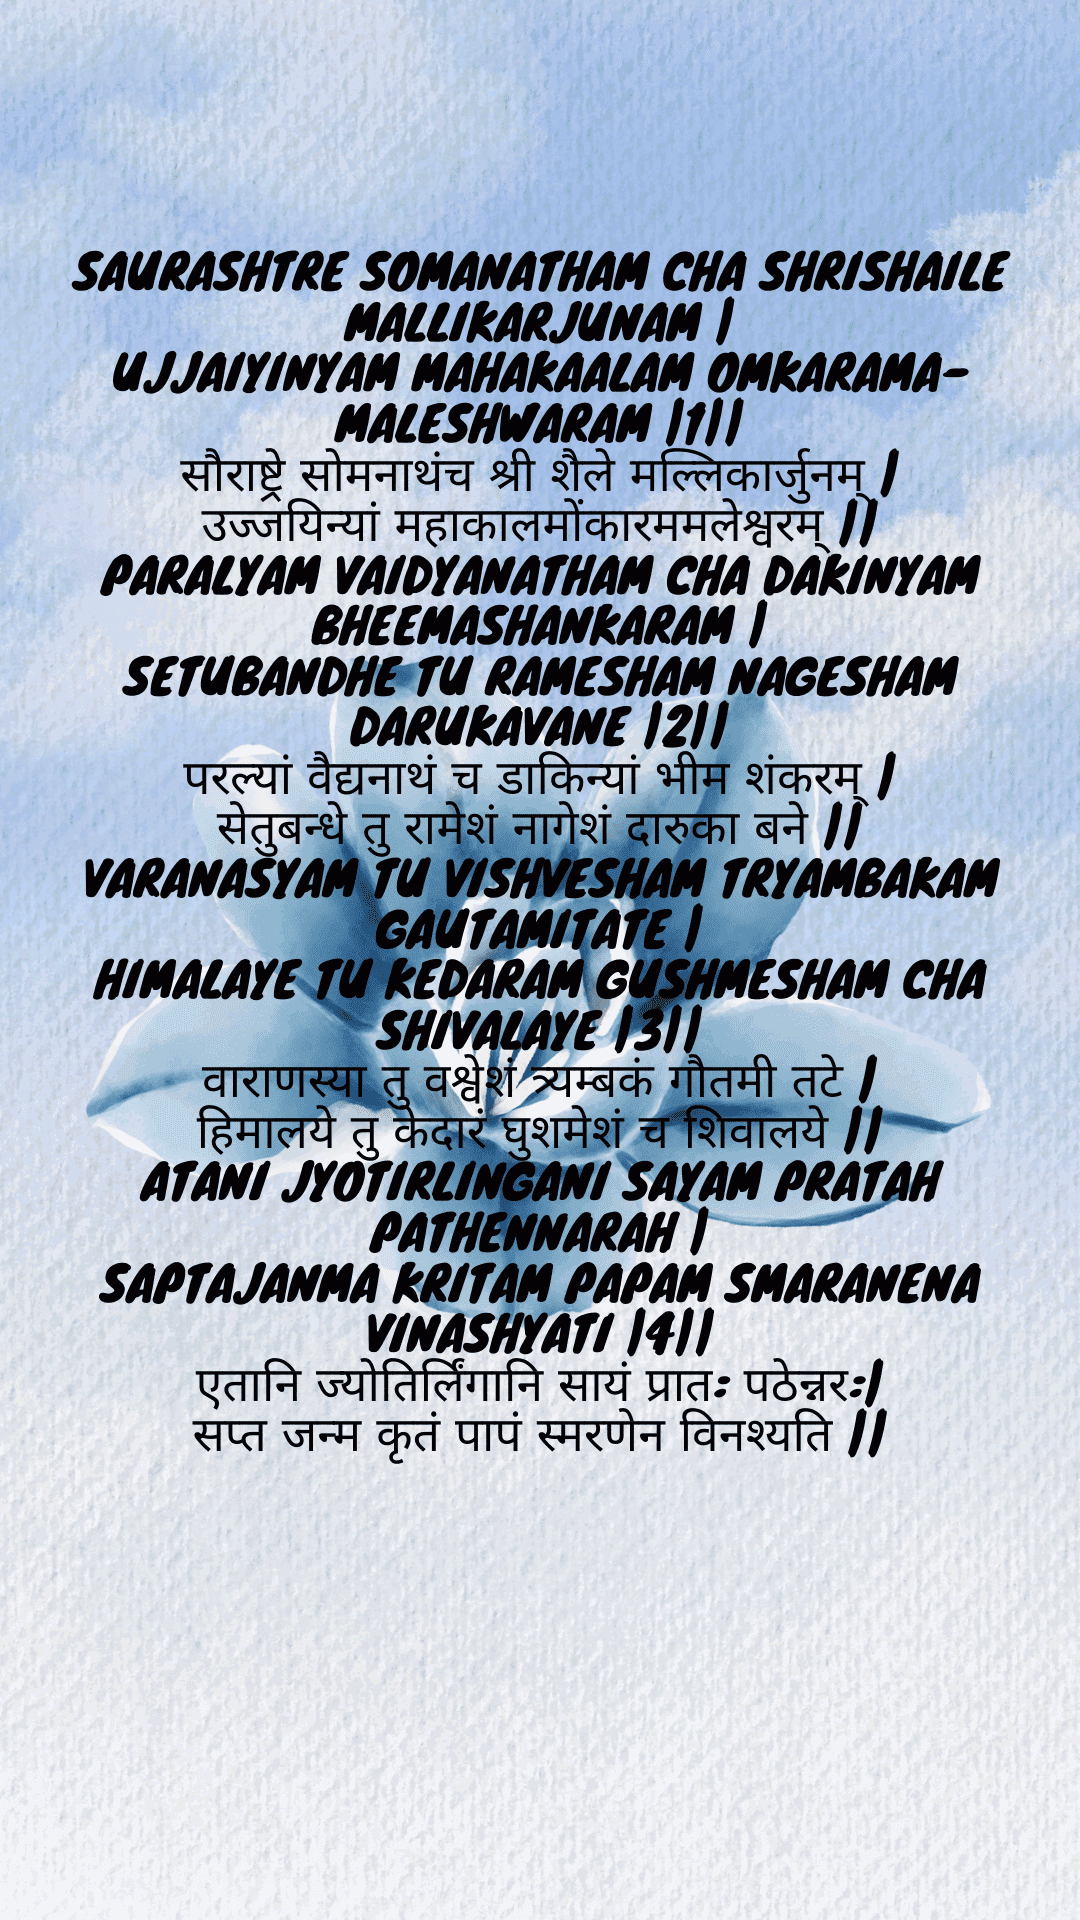 SAURASHTRE SOMANATHAM CHA SHRISHAILE
MALLIKARJUNAM |
UJJAIYINYAM MAHAKAALAM OMKARAMA-
MALESHWARAM |1||
सौराष्ट्रे सोमनाथंच श्री शैले मल्लिकार्जुनम् |
उज्जयिन्यां महाकालमोंकारममलेश्वरम् ||
PARALYAM VAIDYANATHAM CHA DAKINYAM
BHEEMASHANKARAM |
SETUBANDHE TU RAMESHAM NAGESHAM
DARUKAVANE |2||
परल्यां वैद्यनाथं च डाकिन्यां भीम शंकरम् |
सेतुबन्धे तु रामेशं नागेशं दारुका बने ||
VARANASYAM TU VISHVESHAM TRYAMBAKAM
GAUTAMITATE |
HIMALAYE TU KEDARAM GUSHMESHAM CHA
SHIVALAYE |3||
वाराणस्या तु वश्वेशं त्र्यम्बकं गौतमी तटे |
हिमालये तु केदारं घुशमेशं च शिवालये ||
ATANI JYOTIRLINGANI SAYAM PRATAH
PATHENNARAH |
SAPTAJANMA KRITAM PAPAM SMARANENA
VINASHYATI |4||
एतानि ज्योतिर्लिंगानि सायं प्रातः पठेन्नरः|
सप्त जन्म कृतं पापं स्मरणेन विनश्यति ||